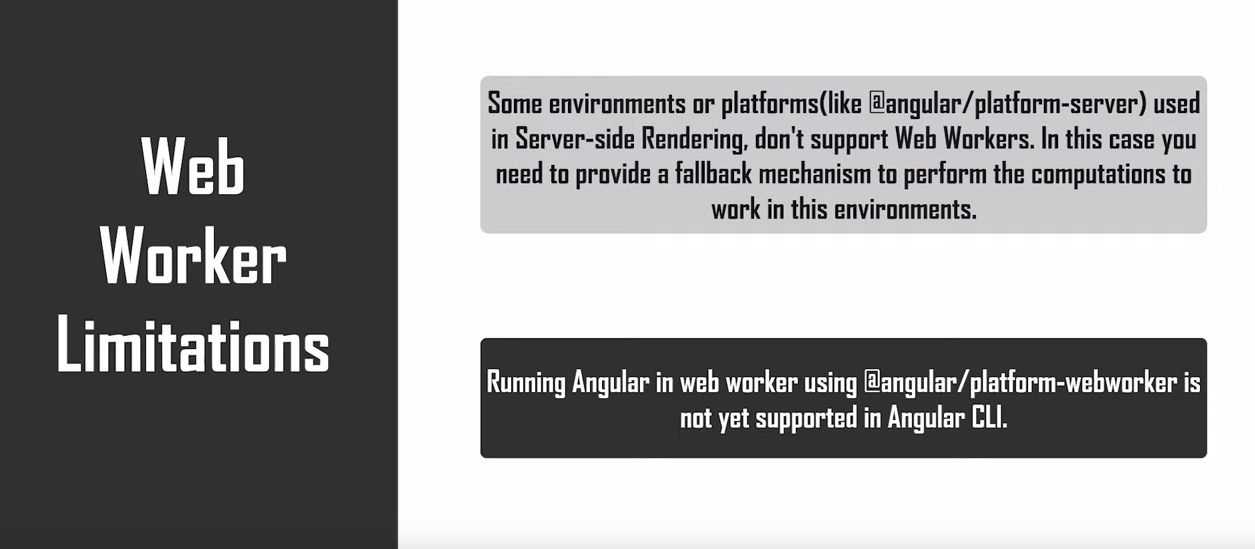 Web
Worker
Limitations
Some environments or platforms(like @angular/platform-server) used
in Server-side Rendering, don't support Web Workers. In this case you
need to provide a fallback mechanism to perform the computations to
work in this environments.
Running Angular in web worker using @angular/platform-webworker is
not yet supported in Angular CLI.